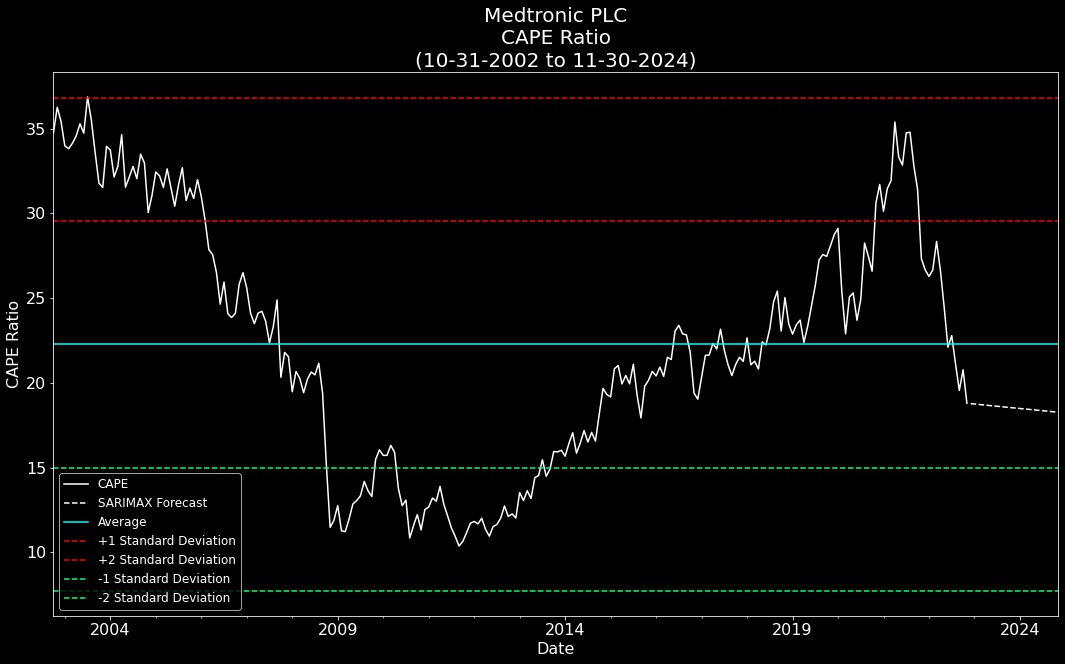 Medtronic PLC
CAPE Ratio
(10-31-2002 to 11-30-2024)
CAPE Ratio
35
30
25
20
15
10
CAPE
SARIMAX Forecast
Average
+1 Standard Deviation
+2 Standard Deviation
-1 Standard Deviation
-2 Standard Deviation
2004
2009
2014
2019
2024
Date